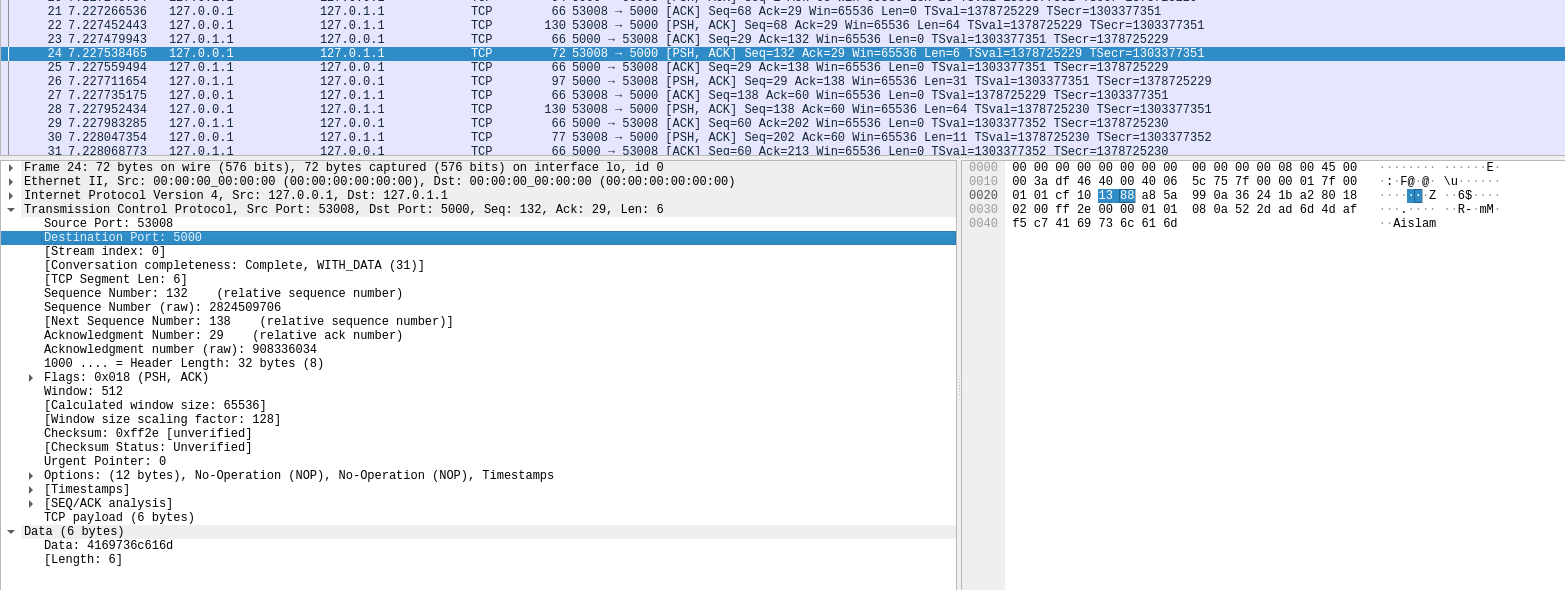 21 7.227266536 127.0.0.1 127.0.1.1 TCP 66 53008 → 5000 [ACK] Seq=68 Ack=29 Win=65536 Len=0 TSval=1378725229 TSecr=1303377351
22 7.227452443 127.0.0.1 127.0.1.1 TCP 130 53008 → 5000 [PSH, ACK] Seq=68 Ack=29 Win=65536 Len=64 TSval=1378725229 TSecr=1303377351
23 7.227479943 127.0.1.1 127.0.0.1 TCP 66 5000 → 53008 [ACK] Seq=29 Ack=132 Win=65536 Len=0 TSval=1303377351 TSecr=1378725229
24 7.227538465 127.0.0.1 127.0.1.1 TCP 72 53008 → 5000 [PSH, ACK] Seq=132 Ack=29 Win=65536 Len=6 TSval=1378725229 TSecr=1303377351
25 7.227559494 127.0.1.1 127.0.0.1 TCP 66 5000 → 53008 [ACK] Seq=29 Ack=138 Win=65536 Len=0 TSval=1303377351 TSecr=1378725229
26 7.227711654 127.0.1.1 127.0.0.1 TCP 97 5000 → 53008 [PSH, ACK] Seq=29 Ack=138 Win=65536 Len=31 TSval=1303377351 TSecr=1378725229
27 7.227735175 127.0.0.1 127.0.1.1 TCP 66 53008 → 5000 [ACK] Seq=138 Ack=60 Win=65536 Len=0 TSval=1378725229 TSecr=1303377351
28 7.227952434 127.0.0.1 127.0.1.1 TCP 130 53008 → 5000 [PSH, ACK] Seq=138 Ack=60 Win=65536 Len=64 TSval=1378725230 TSecr=1303377351
29 7.227983285 127.0.1.1 127.0.0.1 TCP 66 5000 → 53008 [ACK] Seq=60 Ack=202 Win=65536 Len=0 TSval=1303377352 TSecr=1378725230
30 7.228047354 127.0.0.1 127.0.1.1 TCP 77 53008 → 5000 [PSH, ACK] Seq=202 Ack=60 Win=65536 Len=11 TSval=1378725230 TSecr=1303377352
31 7.228068773 127.0.1.1 127.0.0.1 TCP 66 5000 → 53008 [ACK] Seq=60 Ack=213 Win=65536 Len=0 TSval=1303377352 TSecr=1378725230
Frame 24: 72 bytes on wire (576 bits), 72 bytes captured (576 bits) on interface lo, id 0
Ethernet II, Src: 00:00:00_00:00:00 (00:00:00:00:00:00), Dst: 00:00:00_00:00:00 (00:00:00:00:00:00)
Internet Protocol Version 4, Src: 127.0.0.1, Dst: 127.0.1.1
Transmission Control Protocol, Src Port: 53008, Dst Port: 5000, Seq: 132, Ack: 29, Len: 6
Source Port: 53008
Destination Port: 5000
[Stream index: 0]
[Conversation completeness: Complete, WITH_DATA (31)]
[TCP Segment Len: 6]
Sequence Number: 132 (relative sequence number)
Sequence Number (raw): 2824509706
[Next Sequence Number: 138 (relative sequence number)]
Acknowledgment Number: 29 (relative ack number)
Acknowledgment number (raw): 908336034
1000 .... = Header Length: 32 bytes (8)
Flags: 0x018 (PSH, ACK)
Window: 512
[Calculated window size: 65536]
[Window size scaling factor: 128]
Checksum: 0xff2e [unverified]
[Checksum Status: Unverified]
Urgent Pointer: 0
Options: (12 bytes), No-Operation (NOP), No-Operation (NOP), Timestamps
[Timestamps]
[SEQ/ACK analysis]
TCP payload (6 bytes)
Data (6 bytes)
Data: 4169736c616d
[Length: 6]
0000 00 00 00 00 00 00 00 00 00 00 00 00 08 00 45 00 ········ ······E·
0010 00 3a df 46 40 00 40 06 5c 75 7f 00 00 01 7f 00 ·:·F@·@· \u······
0020 01 01 cf 10 13 88 a8 5a 99 0a 36 24 1b a2 80 18 ·······Z ··6$····
0030 02 00 ff 2e 00 00 01 01 08 0a 52 2d ad 6d 4d af ···.···· ··R-·mM·
0040 f5 c7 41 69 73 6c 61 6d ··Aislam